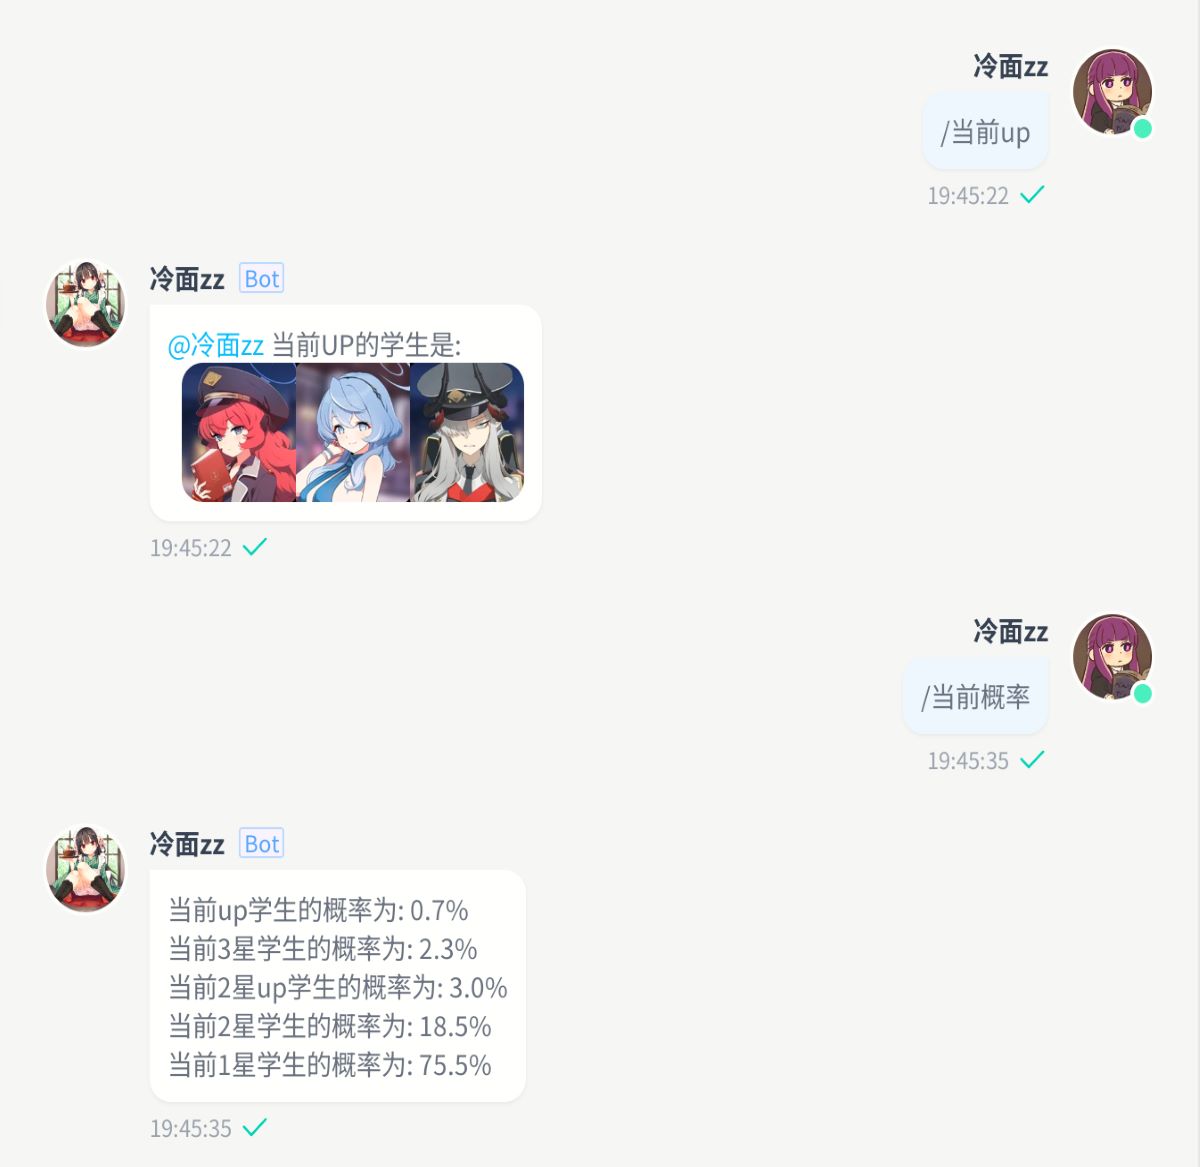 冷面zz
/当前up
19:45:22
冷面zz Bot
@冷面zz 当前UP的学生是:
19:45:22
冷面zz
/当前概率
19:45:35
冷面zz Bot
当前up学生的概率为: 0.7%
当前3星学生的概率为: 2.3%
当前2星up学生的概率为: 3.0%
当前2星学生的概率为: 18.5%
当前1星学生的概率为: 75.5%
19:45:35